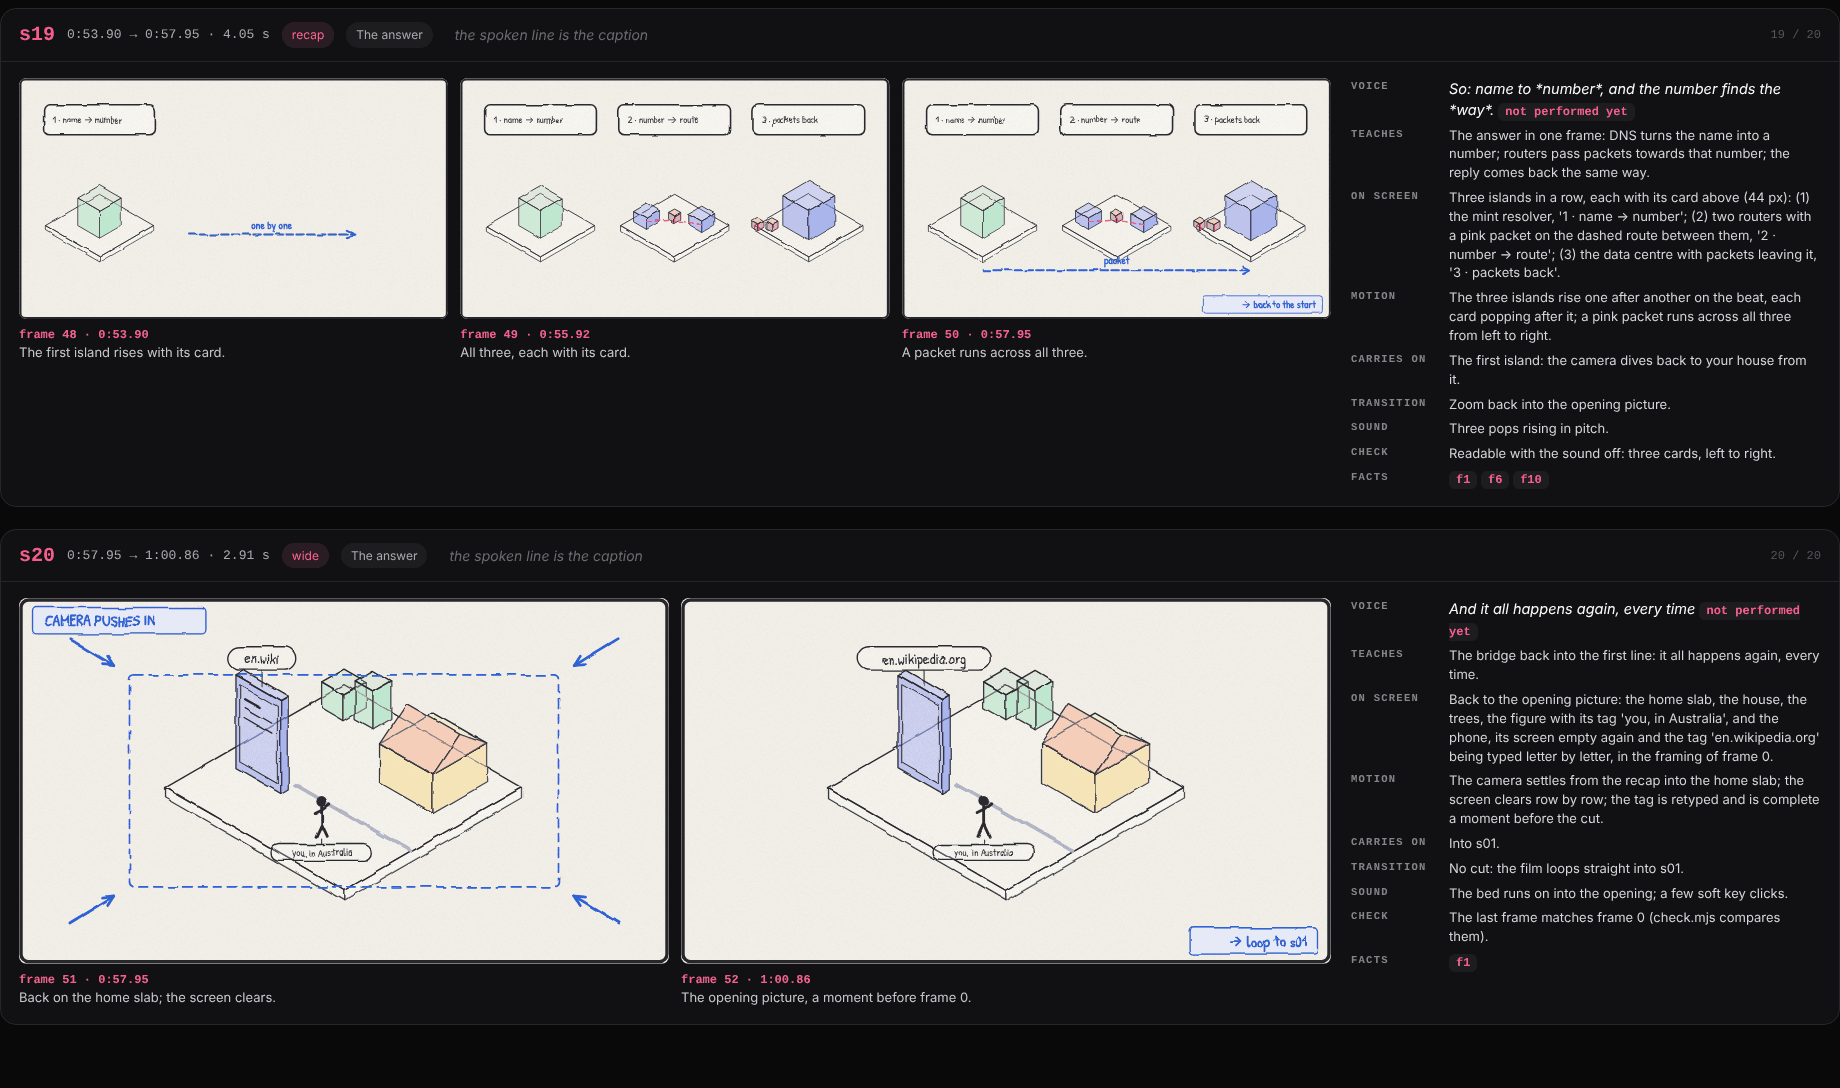 s19 0:53.90 → 0:57.95 · 4.05 s recap The answer the spoken line is the caption 19 / 20
1 · name → number
one by one
frame 48 · 0:53.90
The first island rises with its card.
1 · name → number
2 · number → route
3 · packets back
frame 49 · 0:55.92
All three, each with its card.
1 · name → number
2 · number → route
3 · packets back
packet
→ back to the start
frame 50 · 0:57.95
A packet runs across all three.
VOICE
So: name to *number*, and the number finds the
*way*. not performed yet
TEACHES
The answer in one frame: DNS turns the name into a
number; routers pass packets towards that number; the
reply comes back the same way.
ON SCREEN
Three islands in a row, each with its card above (44 px): (1)
the mint resolver, '1 · name → number'; (2) two routers with
a pink packet on the dashed route between them, '2 ·
number → route'; (3) the data centre with packets leaving it,
'3 · packets back'.
MOTION
The three islands rise one after another on the beat, each
card popping after it; a pink packet runs across all three
from left to right.
CARRIES ON
The first island: the camera dives back to your house from
it.
TRANSITION
Zoom back into the opening picture.
SOUND
Three pops rising in pitch.
CHECK
Readable with the sound off: three cards, left to right.
FACTS
f1 f6 f10
s20 0:57.95 → 1:00.86 · 2.91 s wide The answer the spoken line is the caption 20 / 20
CAMERA PUSHES IN
en.wiki
you, in Australia
frame 51 · 0:57.95
Back on the home slab; the screen clears.
en.wikipedia.org
you, in Australia
→ loop to s01
frame 52 · 1:00.86
The opening picture, a moment before frame 0.
VOICE
And it all happens again, every time not performed
yet
TEACHES
The bridge back into the first line: it all happens again, every
time.
ON SCREEN
Back to the opening picture: the home slab, the house, the
trees, the figure with its tag 'you, in Australia', and the
phone, its screen empty again and the tag 'en.wikipedia.org'
being typed letter by letter, in the framing of frame 0.
MOTION
The camera settles from the recap into the home slab; the
screen clears row by row; the tag is retyped and is complete
a moment before the cut.
CARRIES ON
Into s01.
TRANSITION
No cut: the film loops straight into s01.
SOUND
The bed runs on into the opening; a few soft key clicks.
CHECK
The last frame matches frame 0 (check.mjs compares
them).
FACTS
f1